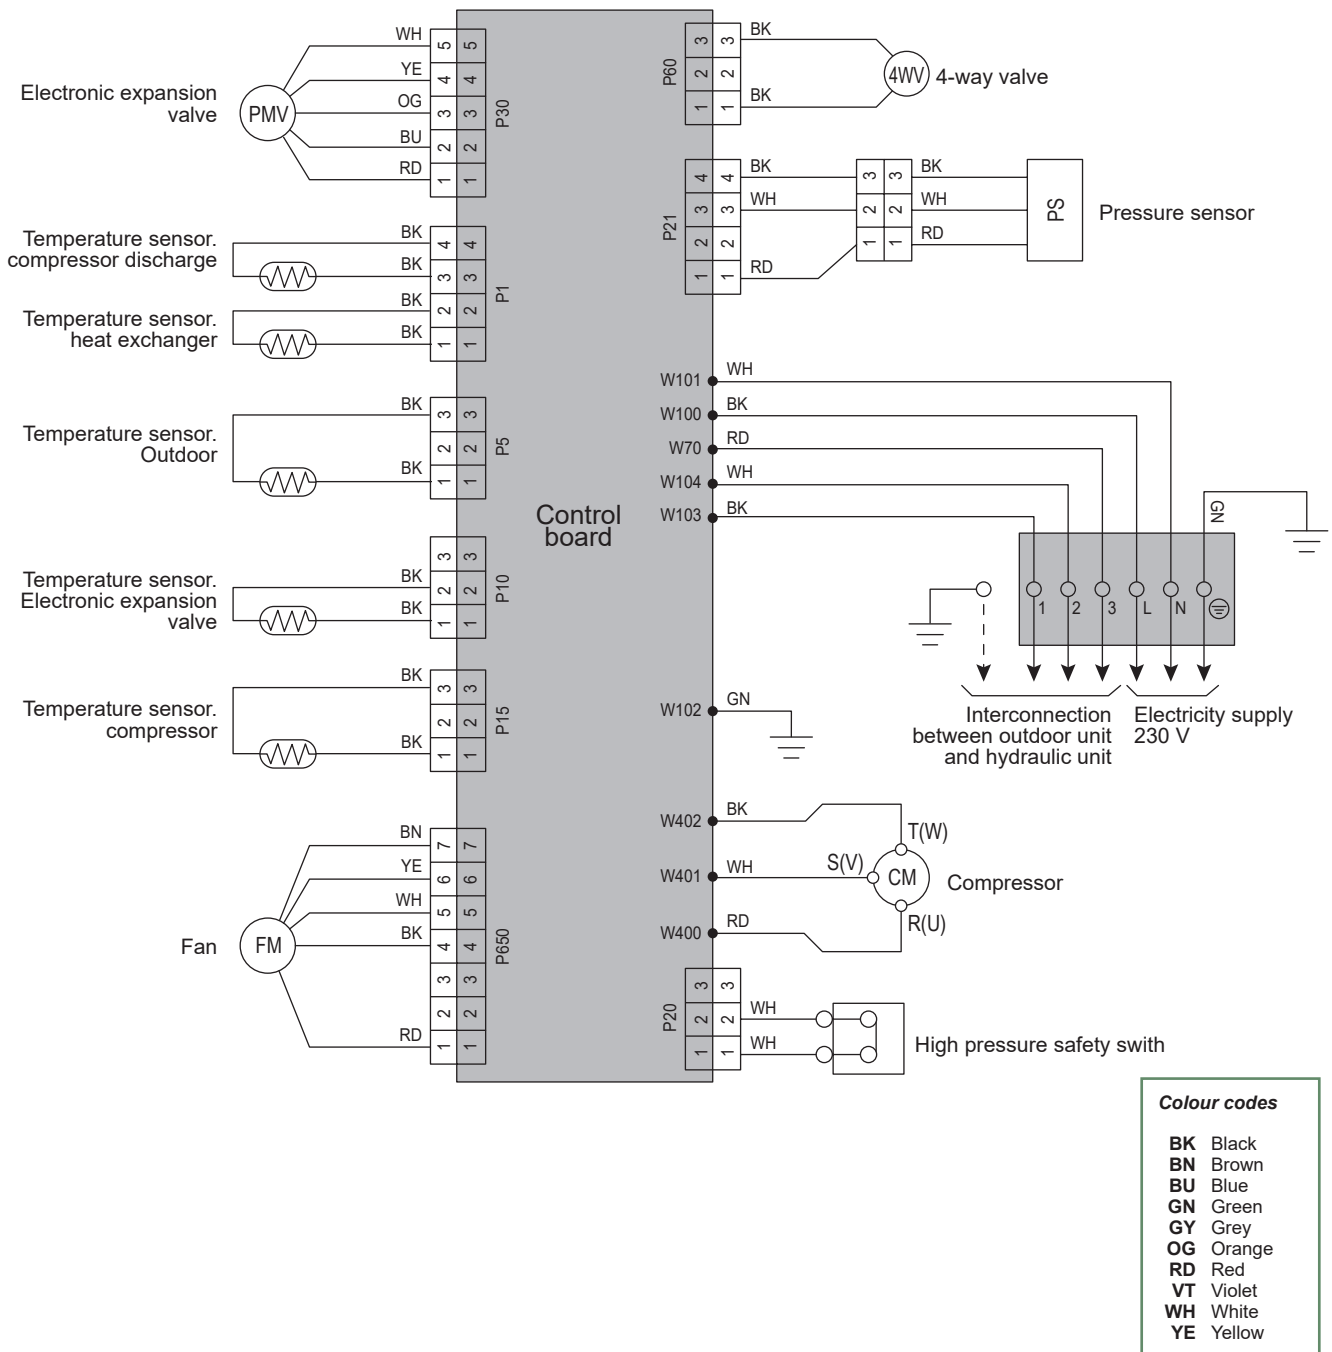 Electronic expansion
valve
PMV
WH
YE
OG
BU
RD
5 5
4 4
3 3
2 2
1 1
P30
Temperature sensor.
compressor discharge
BK
BK
Temperature sensor.
heat exchanger
BK
BK
4 4
3 3
2 2
1 1
P1
Temperature sensor.
Outdoor
BK
BK
3 3
2 2
1 1
P5
Temperature sensor.
Electronic expansion
valve
BK
BK
3 3
2 2
1 1
P10
Temperature sensor.
compressor
BK
BK
3 3
2 2
1 1
P15
Fan
FM
BN
YE
WH
BK
RD
7 7
6 6
5 5
4 4
3 3
2 2
1 1
P650
Control
board
P60
3 3
2 2
1 1
BK
BK
4WV
4-way valve
P21
4 4
3 3
2 2
1 1
BK
WH
RD
3 3
2 2
1 1
BK
WH
RD
PS
Pressure sensor
W101 WH
W100 BK
W70 RD
W104 WH
W103 BK
GN
1 2 3 L N
Interconnection
between outdoor unit
and hydraulic unit
Electricity supply
230 V
W102 GN
W402 BK
W401 WH
W400 RD
T(W)
S(V)
R(U)
CM
Compressor
P20
3 3
2 2
1 1
WH
WH
High pressure safety swith
Colour codes
BK Black
BN Brown
BU Blue
GN Green
GY Grey
OG Orange
RD Red
VT Violet
WH White
YE Yellow